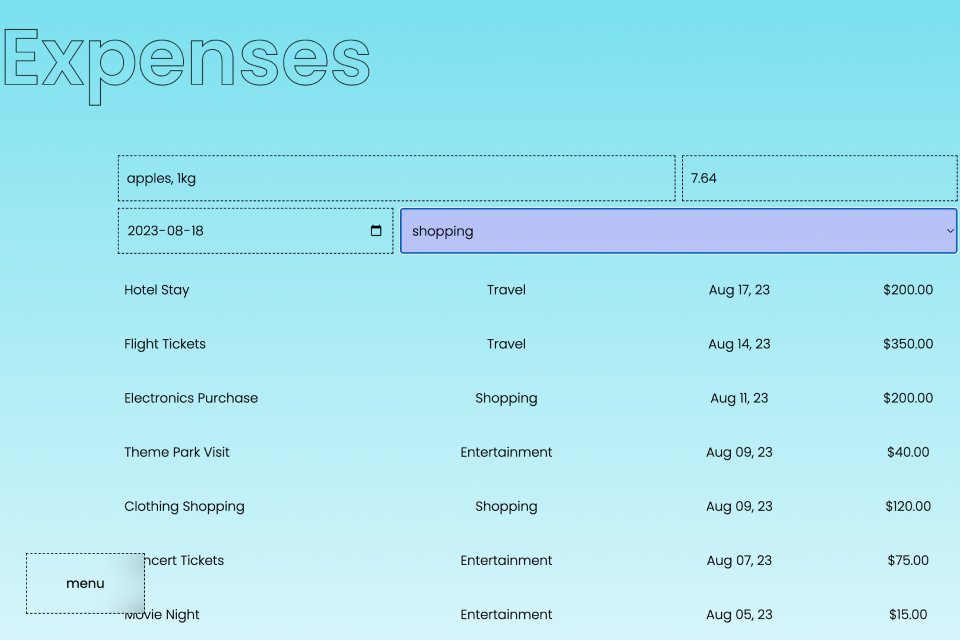 Expenses
apples, 1kg 7.64
2023-08-18 shopping
Hotel Stay Travel Aug 17, 23 $200.00
Flight Tickets Travel Aug 14, 23 $350.00
Electronics Purchase Shopping Aug 11, 23 $200.00
Theme Park Visit Entertainment Aug 09, 23 $40.00
Clothing Shopping Shopping Aug 09, 23 $120.00
ncert Tickets Entertainment Aug 07, 23 $75.00
menu
Movie Night Entertainment Aug 05, 23 $15.00